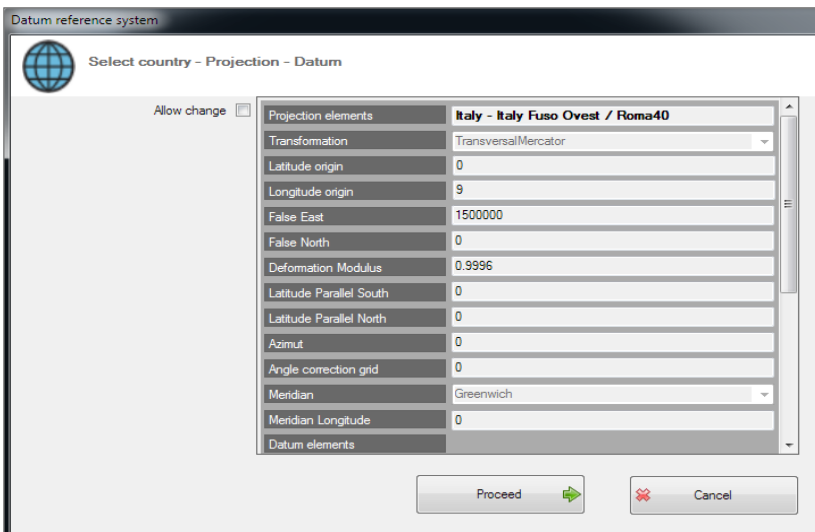 Datum reference system
Select country - Projection - Datum
Allow change
Projection elements Italy - Italy Fuso Ovest / Roma40
Transformation TransversalMercator
Latitude origin 0
Longitude origin 9
False East 1500000
False North 0
Deformation Modulus 0.9996
Latitude Parallel South 0
Latitude Parallel North 0
Azimut 0
Angle correction grid 0
Meridian Greenwich
Meridian Longitude 0
Datum elements
Proceed Cancel